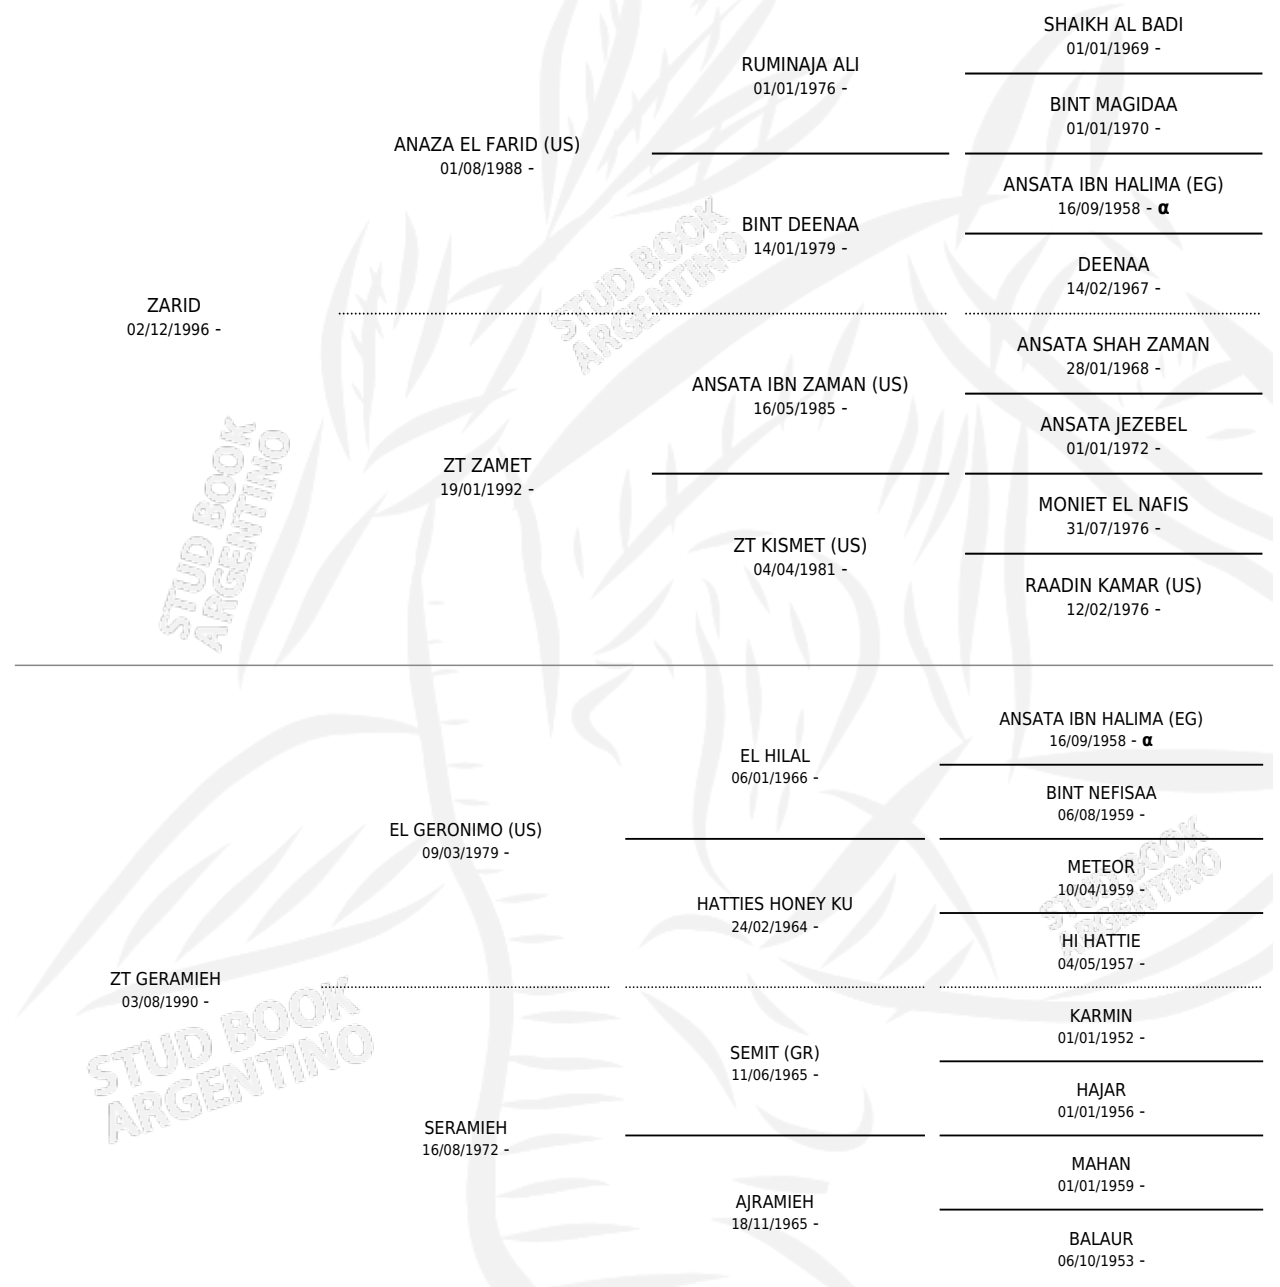 SHAIKH AL BADI
01/01/1969 -
RUMINAJA ALI
01/01/1976 -
BINT MAGIDAA
01/01/1970 -
ANAZA EL FARID (US)
01/08/1988 -
ANSATA IBN HALIMA (EG)
16/09/1958 - α
BINT DEENAA
14/01/1979 -
DEENAA
14/02/1967 -
ZARID
02/12/1996 -
STUD BOOK
ARGENTINO
ANSATA SHAH ZAMAN
28/01/1968 -
ANSATA IBN ZAMAN (US)
16/05/1985 -
ANSATA JEZEBEL
01/01/1972 -
ZT ZAMET
19/01/1992 -
MONIET EL NAFIS
31/07/1976 -
ZT KISMET (US)
04/04/1981 -
RAADIN KAMAR (US)
12/02/1976 -
STUD BOOK
ARGENTINO
ANSATA IBN HALIMA (EG)
16/09/1958 - α
EL HILAL
06/01/1966 -
BINT NEFISAA
06/08/1959 -
EL GERONIMO (US)
09/03/1979 -
METEOR
10/04/1959 -
HATTIES HONEY KU
24/02/1964 -
HI HATTIE
04/05/1957 -
STUD BOOK
ARGENTINO
ZT GERAMIEH
03/08/1990 -
STUD BOOK
ARGENTINO
KARMIN
01/01/1952 -
SEMIT (GR)
11/06/1965 -
HAJAR
01/01/1956 -
SERAMIEH
16/08/1972 -
MAHAN
01/01/1959 -
AJRAMIEH
18/11/1965 -
BALAUR
06/10/1953 -